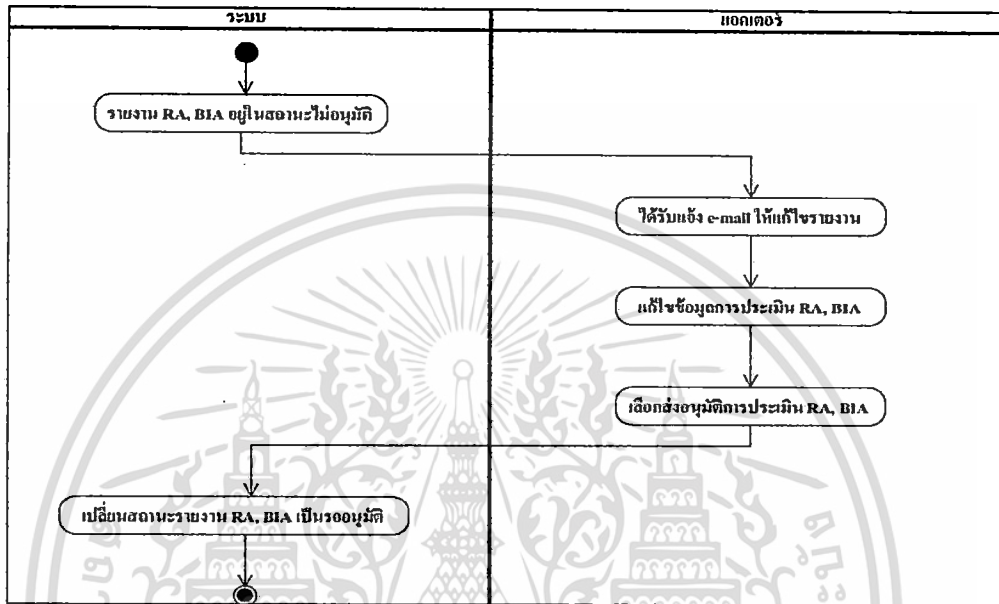 ระบบ
แอกเตอร์
รายงาน RA, BIA อยู่ในสถานะไม่อนุมัติ
ได้รับแจ้ง e-mail ให้แก้ไขรายงาน
แก้ไขข้อมูลการประเมิน RA, BIA
เลือกส่งอนุมัติการประเมิน RA, BIA
เปลี่ยนสถานะรายงาน RA, BIA เป็นรออนุมัติ